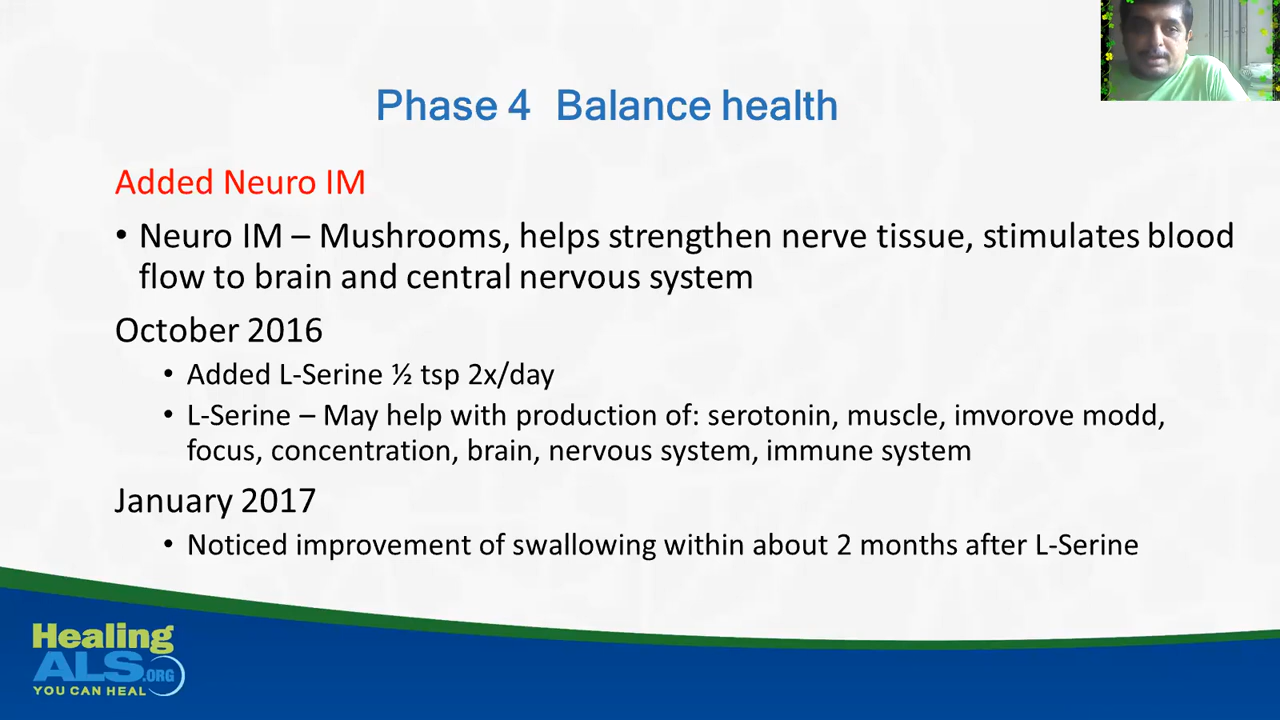 Phase 4 Balance health
Added Neuro IM
• Neuro IM – Mushrooms, helps strengthen nerve tissue, stimulates blood
flow to brain and central nervous system
October 2016
• Added L-Serine ½ tsp 2x/day
• L-Serine – May help with production of: serotonin, muscle, imvorove modd,
focus, concentration, brain, nervous system, immune system
January 2017
• Noticed improvement of swallowing within about 2 months after L-Serine
Healing
ALS.ORG
YOU CAN HEAL